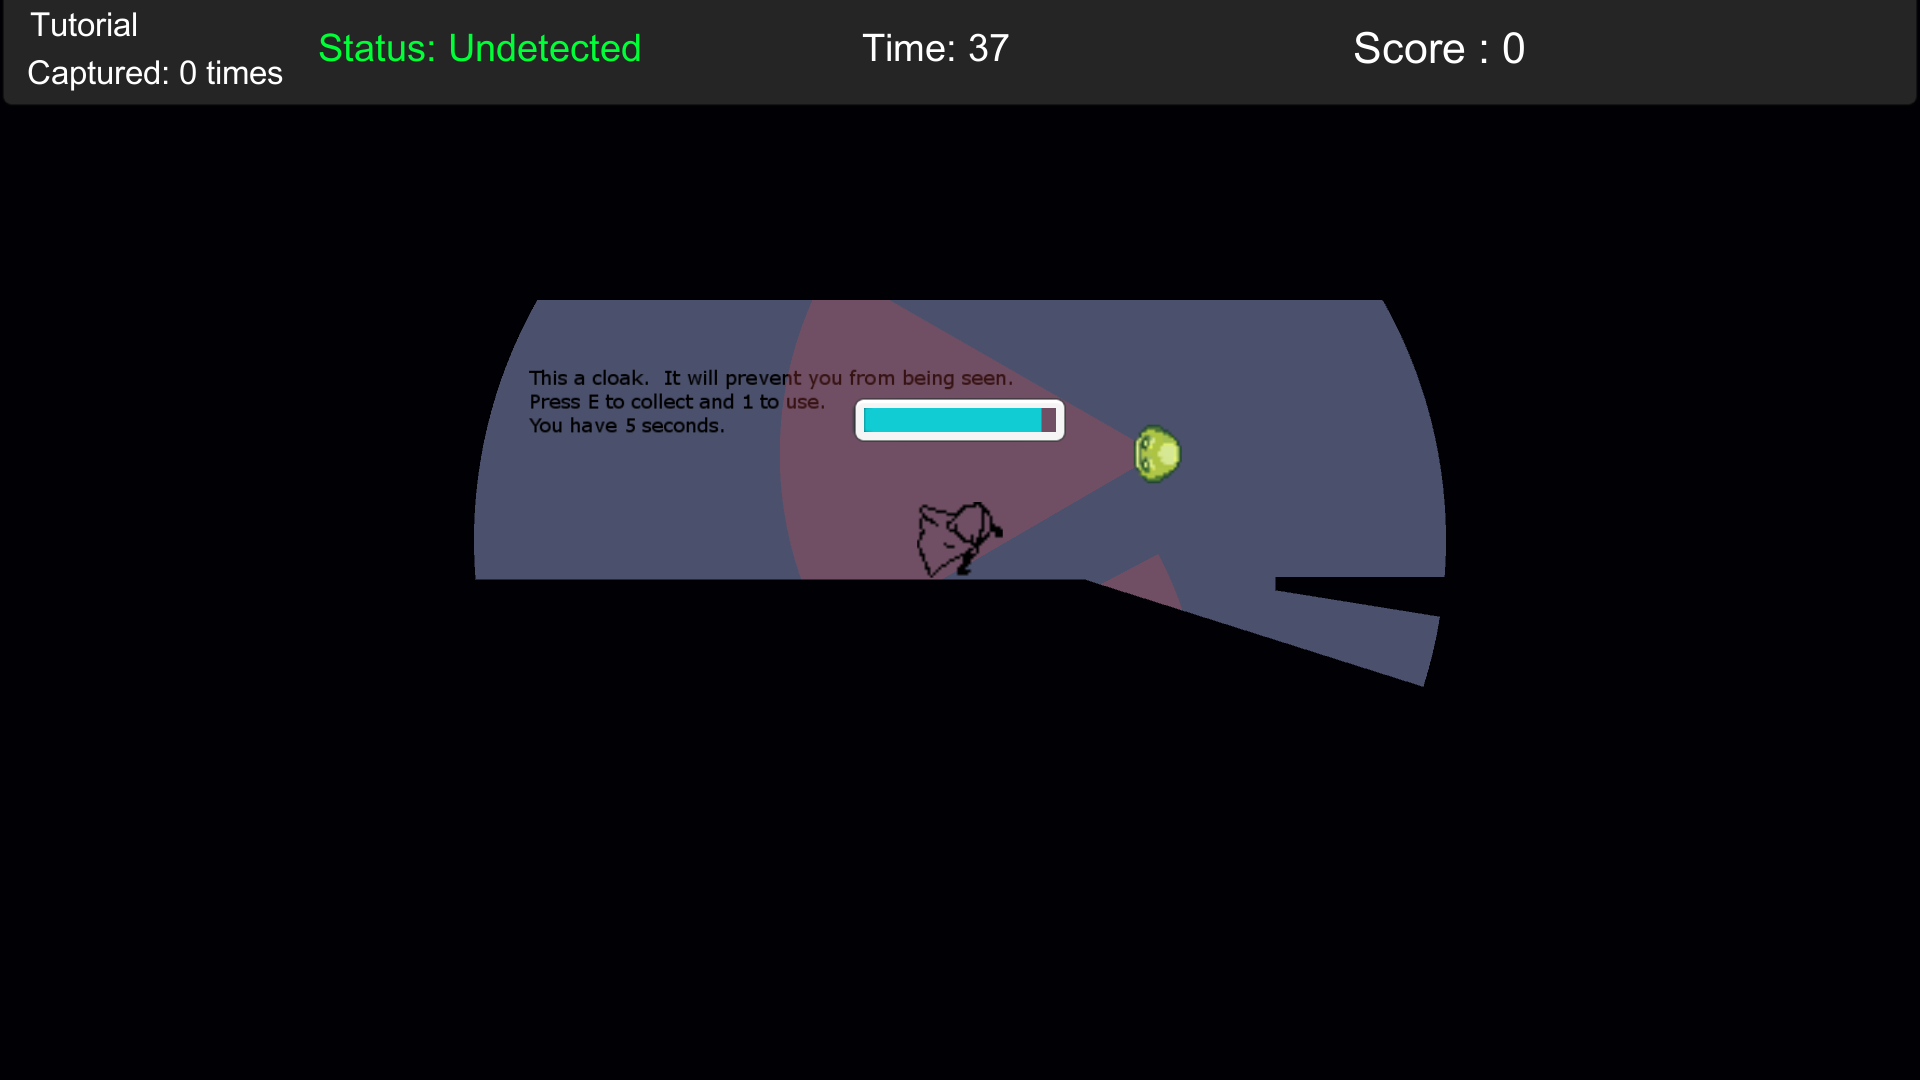 Tutorial
Captured: 0 times
Status: Undetected
Time: 37
Score : 0
This a cloak.  It will prevent you from being seen.
Press E to collect and 1 to use.
You have 5 seconds.